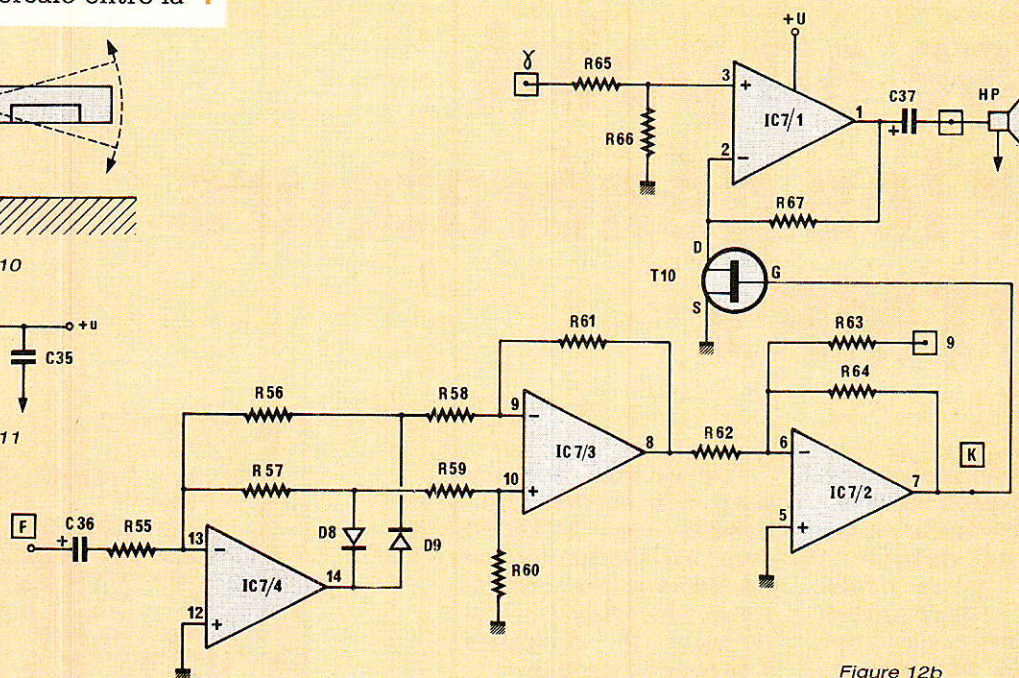 entre la
+U
γ
R65
3
+
C37
HP
R66
IC7/1
1
+
2
-
R67
10
D
T10
G
S
+u
R61
R63
9
C35
R64
R56
R58
9
-
11
IC7/3
8
R62
6
-
K
R57
R59
10
+
IC7/2
7
F
C36
+
R55
13
-
D8
D9
5
+
R60
IC7/4
14
12
+
Figure 12b